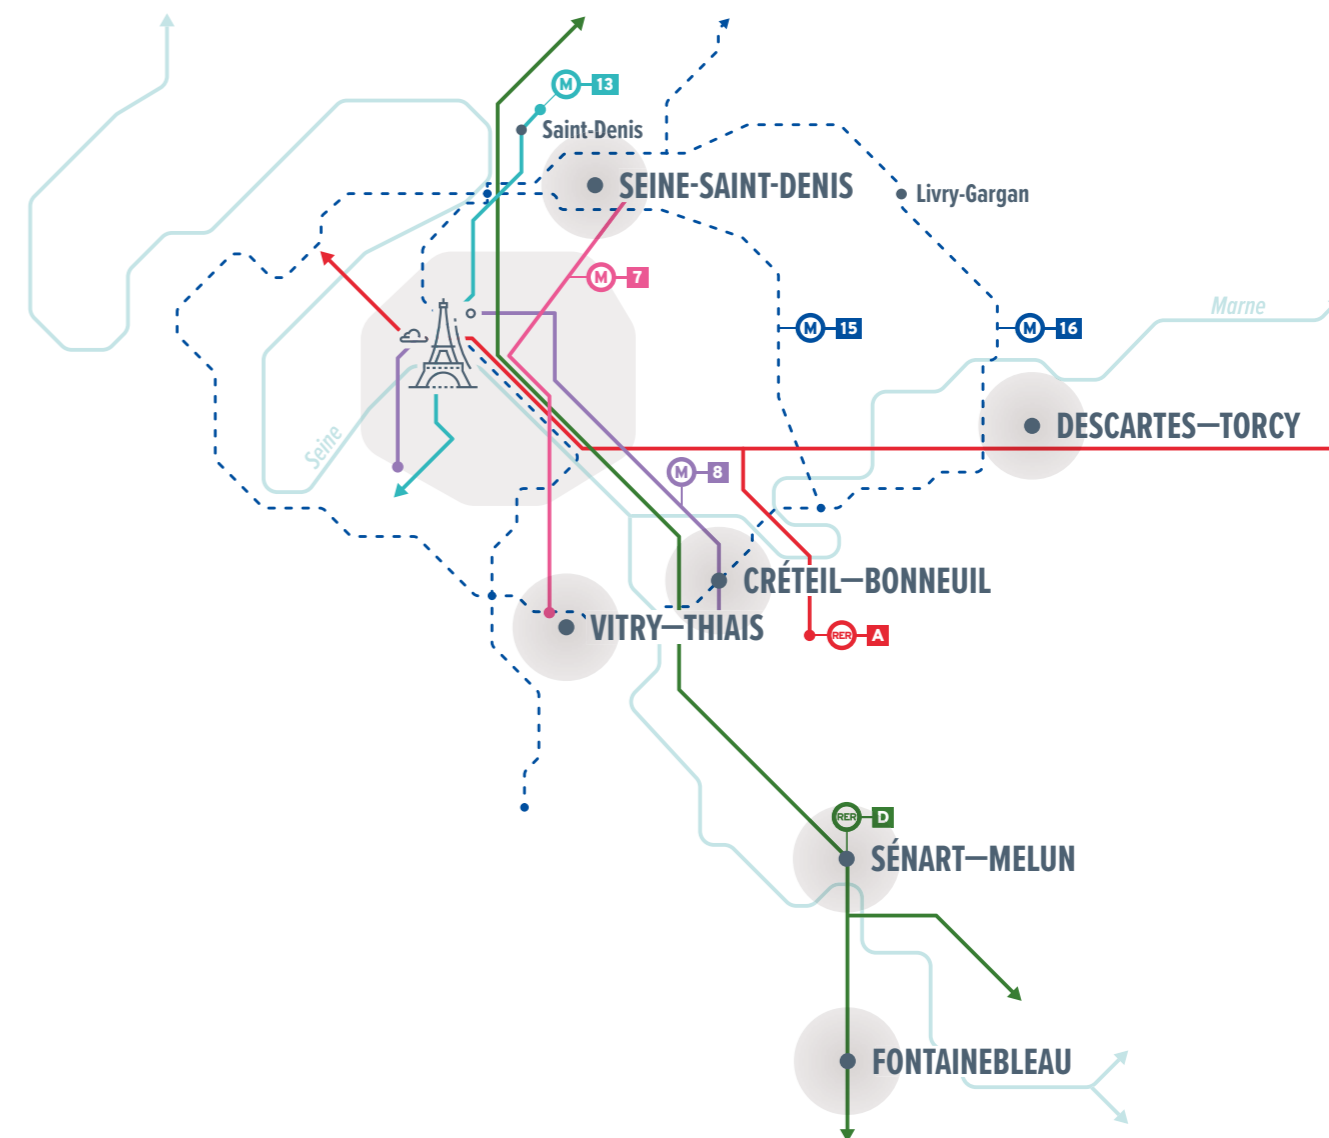 M 13
Saint-Denis
SEINE-SAINT-DENIS
Livry-Gargan
M 7
Marne
M 15
M 16
DESCARTES—TORCY
Seine
M 8
CRÉTEIL—BONNEUIL
VITRY—THIAIS
RER A
RER D
SÉNART—MELUN
FONTAINEBLEAU